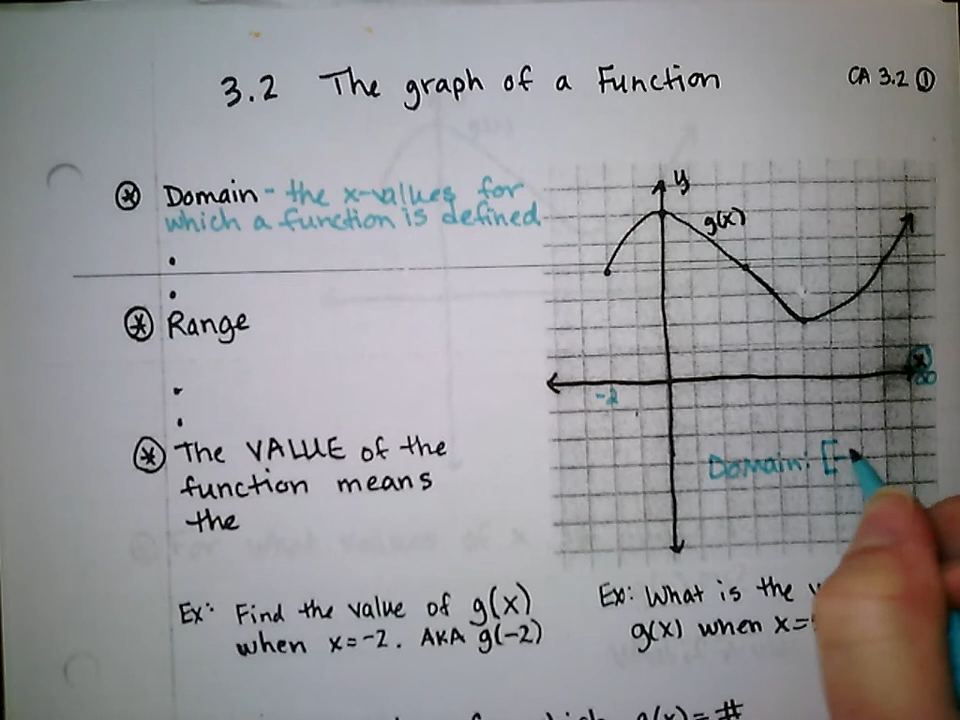 3.2 The graph of a Function
CA 3.2 ①
⊛ Domain - the x-values for
which a function is defined
⊛ Range
⊛ The VALUE of the
function means
the
y
g(x)
x
∞
-2
Domain: [-
Ex: Find the value of g(x)
when x=-2. AKA g(-2)
Ex: What is the
g(x) when x=
g(x)=#